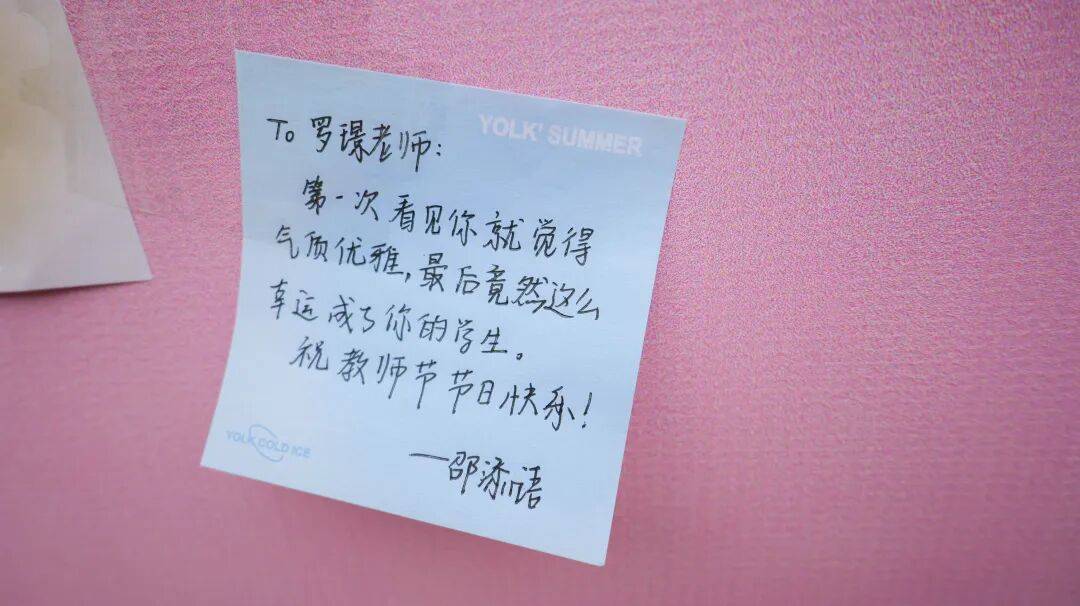 YOLK' SUMMER
To 罗璟老师:
第一次看见你就觉得
气质优雅,最后竟然这么
幸运成了你的学生。
祝教师节节日快乐!
—邵添语
YOLK COLD ICE